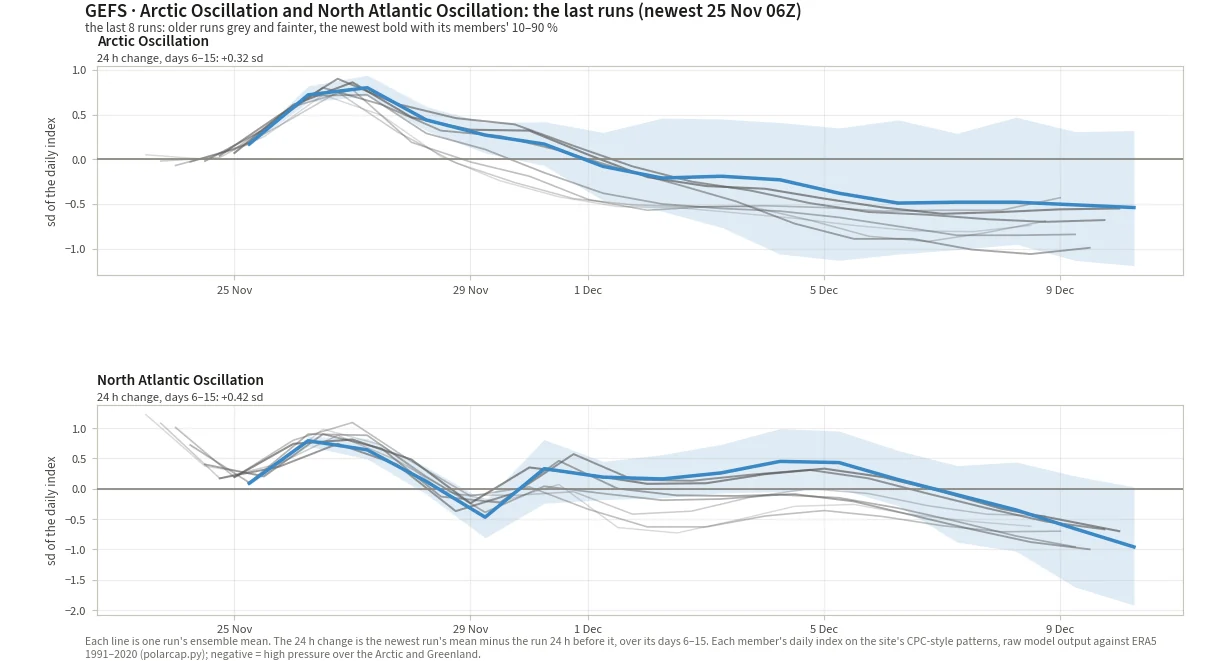 GEFS · Arctic Oscillation and North Atlantic Oscillation: the last runs (newest 25 Nov 06Z)
the last 8 runs: older runs grey and fainter, the newest bold with its members' 10–90 %
Arctic Oscillation
24 h change, days 6–15: +0.32 sd
1.0
0.5
0.0
−0.5
−1.0
sd of the daily index
25 Nov
29 Nov
1 Dec
5 Dec
9 Dec
North Atlantic Oscillation
24 h change, days 6–15: +0.42 sd
1.0
0.5
0.0
−0.5
−1.0
−1.5
−2.0
sd of the daily index
25 Nov
29 Nov
1 Dec
5 Dec
9 Dec
Each line is one run's ensemble mean. The 24 h change is the newest run's mean minus the run 24 h before it, over its days 6–15. Each member's daily index on the site's CPC-style patterns, raw model output against ERA5
1991–2020 (polarcap.py); negative = high pressure over the Arctic and Greenland.